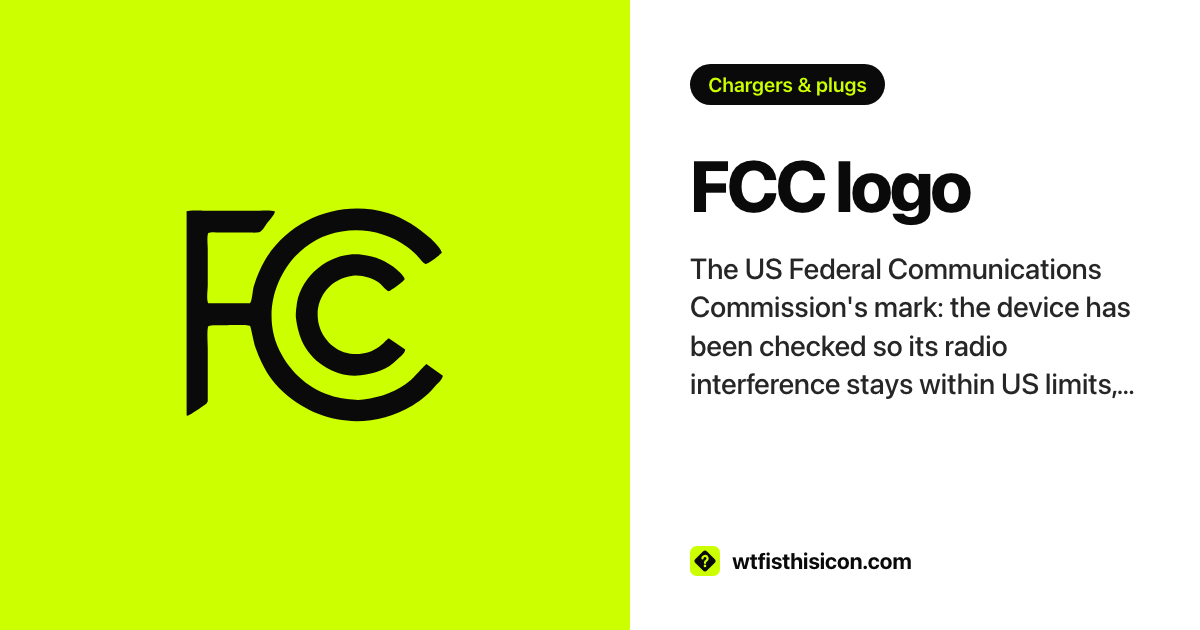 FCC
Chargers & plugs
FCC logo
The US Federal Communications
Commission's mark: the device has
been checked so its radio
interference stays within US limits,...
?
wtfisthisicon.com